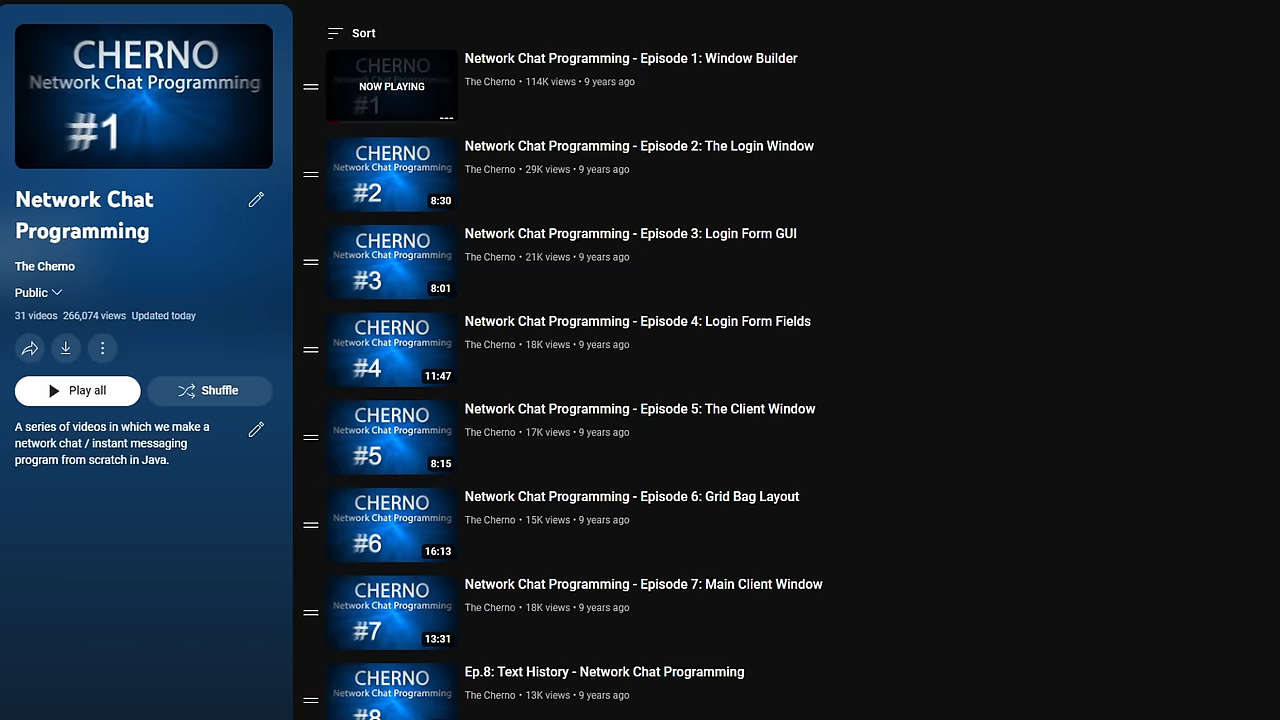 CHERNO
Network Chat Programming
#1
Network Chat
Programming
The Cherno
Public
31 videos 266,074 views Updated today
Play all
Shuffle
A series of videos in which we make a
network chat / instant messaging
program from scratch in Java.
Sort
CHERNO
NOW PLAYING
#1
Network Chat Programming - Episode 1: Window Builder
The Cherno • 114K views • 9 years ago
CHERNO
Network Chat Programming
#2
8:30
Network Chat Programming - Episode 2: The Login Window
The Cherno • 29K views • 9 years ago
CHERNO
Network Chat Programming
#3
8:01
Network Chat Programming - Episode 3: Login Form GUI
The Cherno • 21K views • 9 years ago
CHERNO
Network Chat Programming
#4
11:47
Network Chat Programming - Episode 4: Login Form Fields
The Cherno • 18K views • 9 years ago
CHERNO
Network Chat Programming
#5
8:15
Network Chat Programming - Episode 5: The Client Window
The Cherno • 17K views • 9 years ago
CHERNO
Network Chat Programming
#6
16:13
Network Chat Programming - Episode 6: Grid Bag Layout
The Cherno • 15K views • 9 years ago
CHERNO
Network Chat Programming
#7
13:31
Network Chat Programming - Episode 7: Main Client Window
The Cherno • 18K views • 9 years ago
CHERNO
Network Chat Programming
#8
Ep.8: Text History - Network Chat Programming
The Cherno • 13K views • 9 years ago